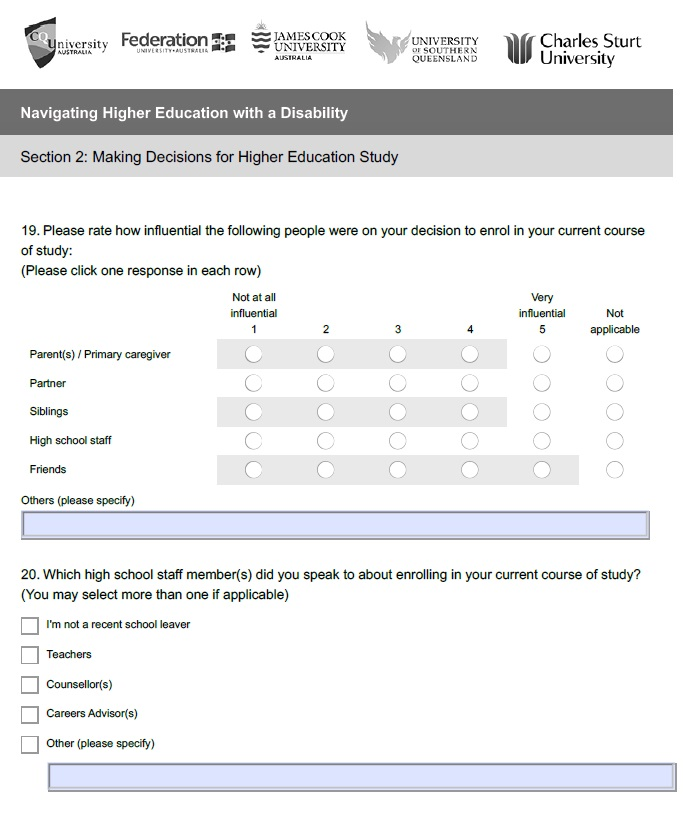 CQUniversity
AUSTRALIA
Federation
UNIVERSITY•AUSTRALIA
JAMES COOK
UNIVERSITY
AUSTRALIA
UNIVERSITY
OF SOUTHERN
QUEENSLAND
Charles Sturt
University
Navigating Higher Education with a Disability
Section 2: Making Decisions for Higher Education Study
19. Please rate how influential the following people were on your decision to enrol in your current course
of study:
(Please click one response in each row)
Not at all Very
influential influential Not
1 2 3 4 5 applicable
Parent(s) / Primary caregiver
Partner
Siblings
High school staff
Friends
Others (please specify)
20. Which high school staff member(s) did you speak to about enrolling in your current course of study?
(You may select more than one if applicable)
I'm not a recent school leaver
Teachers
Counsellor(s)
Careers Advisor(s)
Other (please specify)